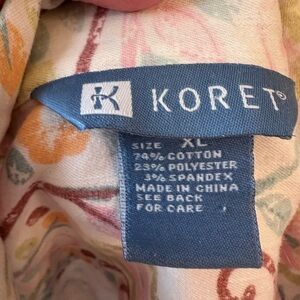 K KORET®
SIZE XL
74% COTTON
23% POLYESTER
3% SPANDEX
MADE IN CHINA
SEE BACK
FOR CARE